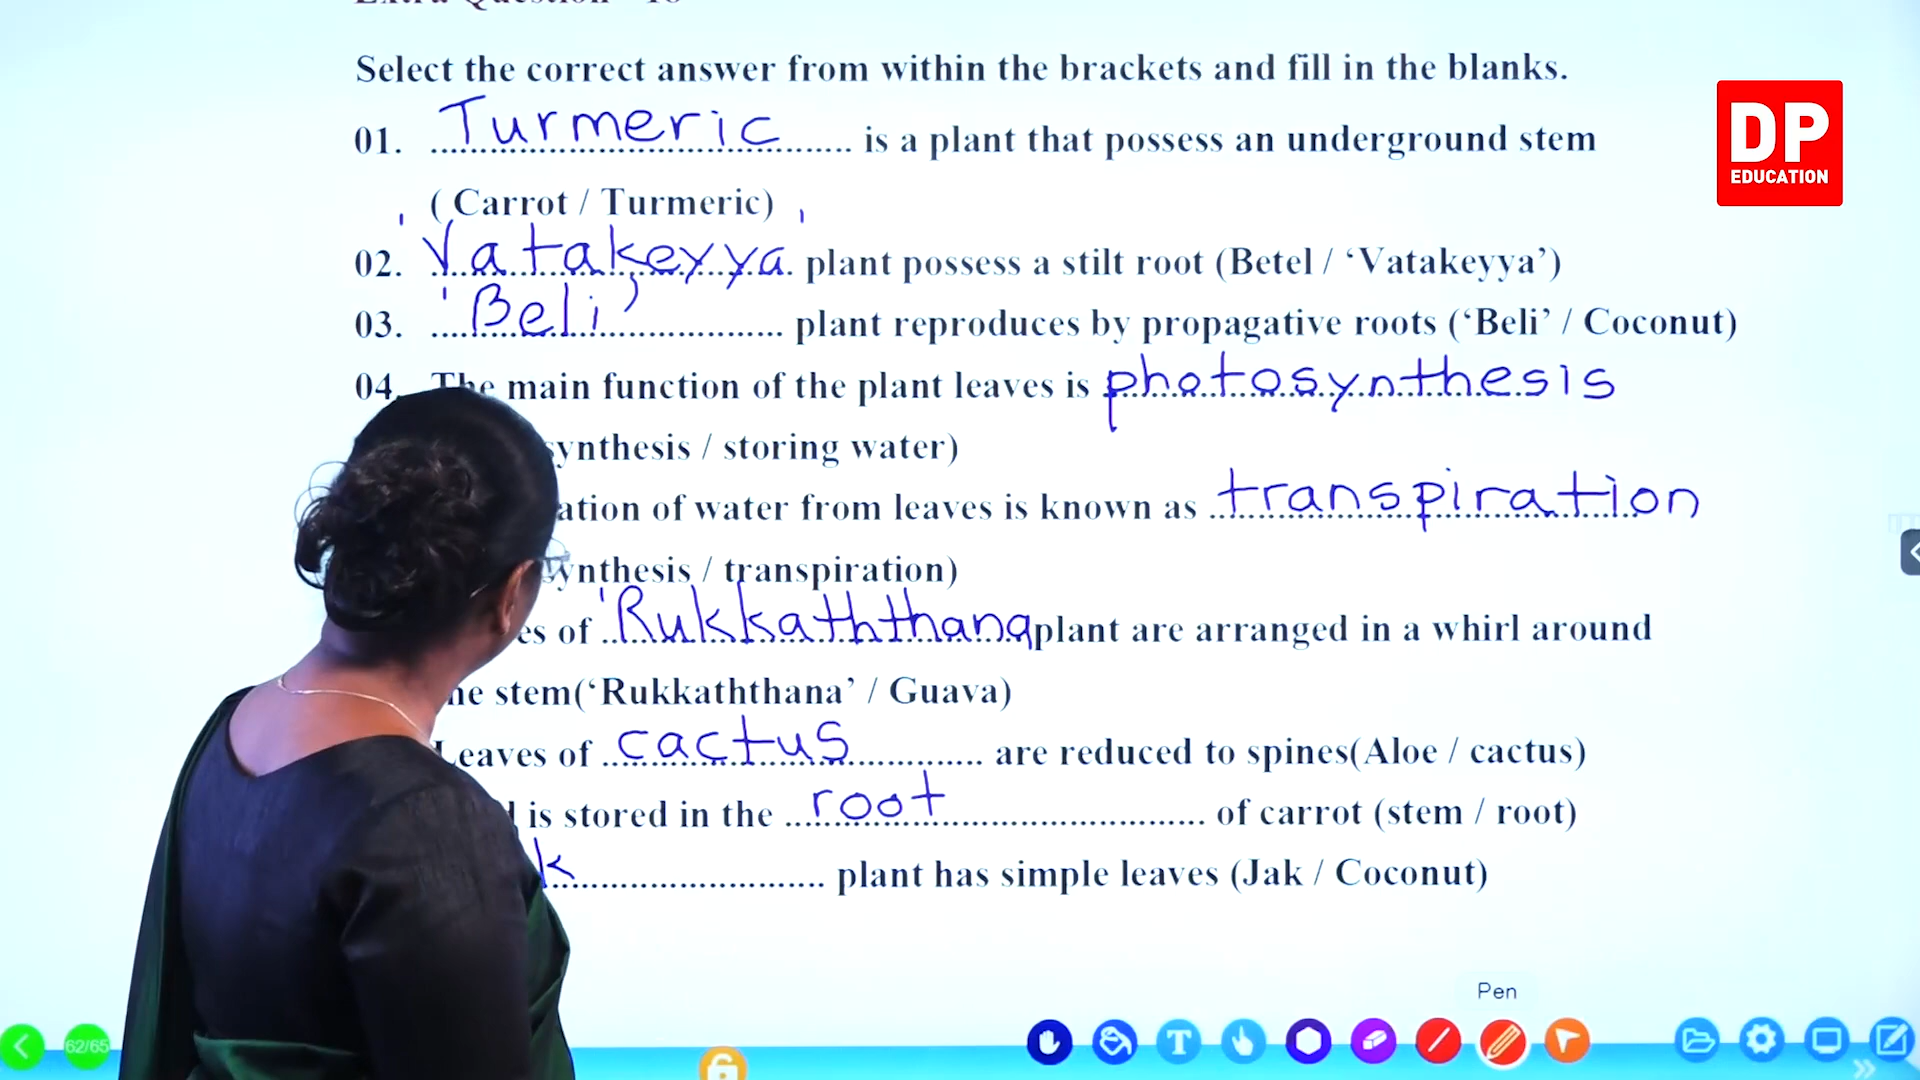 Select the correct answer from within the brackets and fill in the blanks.
01. Turmeric is a plant that possess an underground stem
( Carrot / Turmeric)
02. 'Vatakeyya' plant possess a stilt root (Betel / ‘Vatakeyya’)
03. 'Beli' plant reproduces by propagative roots (‘Beli’ / Coconut)
04. The main function of the plant leaves is photosynthesis
synthesis / storing water)
ation of water from leaves is known as transpiration
ynthesis / transpiration)
es of 'Rukkaththana plant are arranged in a whirl around
he stem(‘Rukkaththana’ / Guava)
Leaves of cactus are reduced to spines(Aloe / cactus)
is stored in the root of carrot (stem / root)
k plant has simple leaves (Jak / Coconut)
DP
EDUCATION
Pen
62/65
T